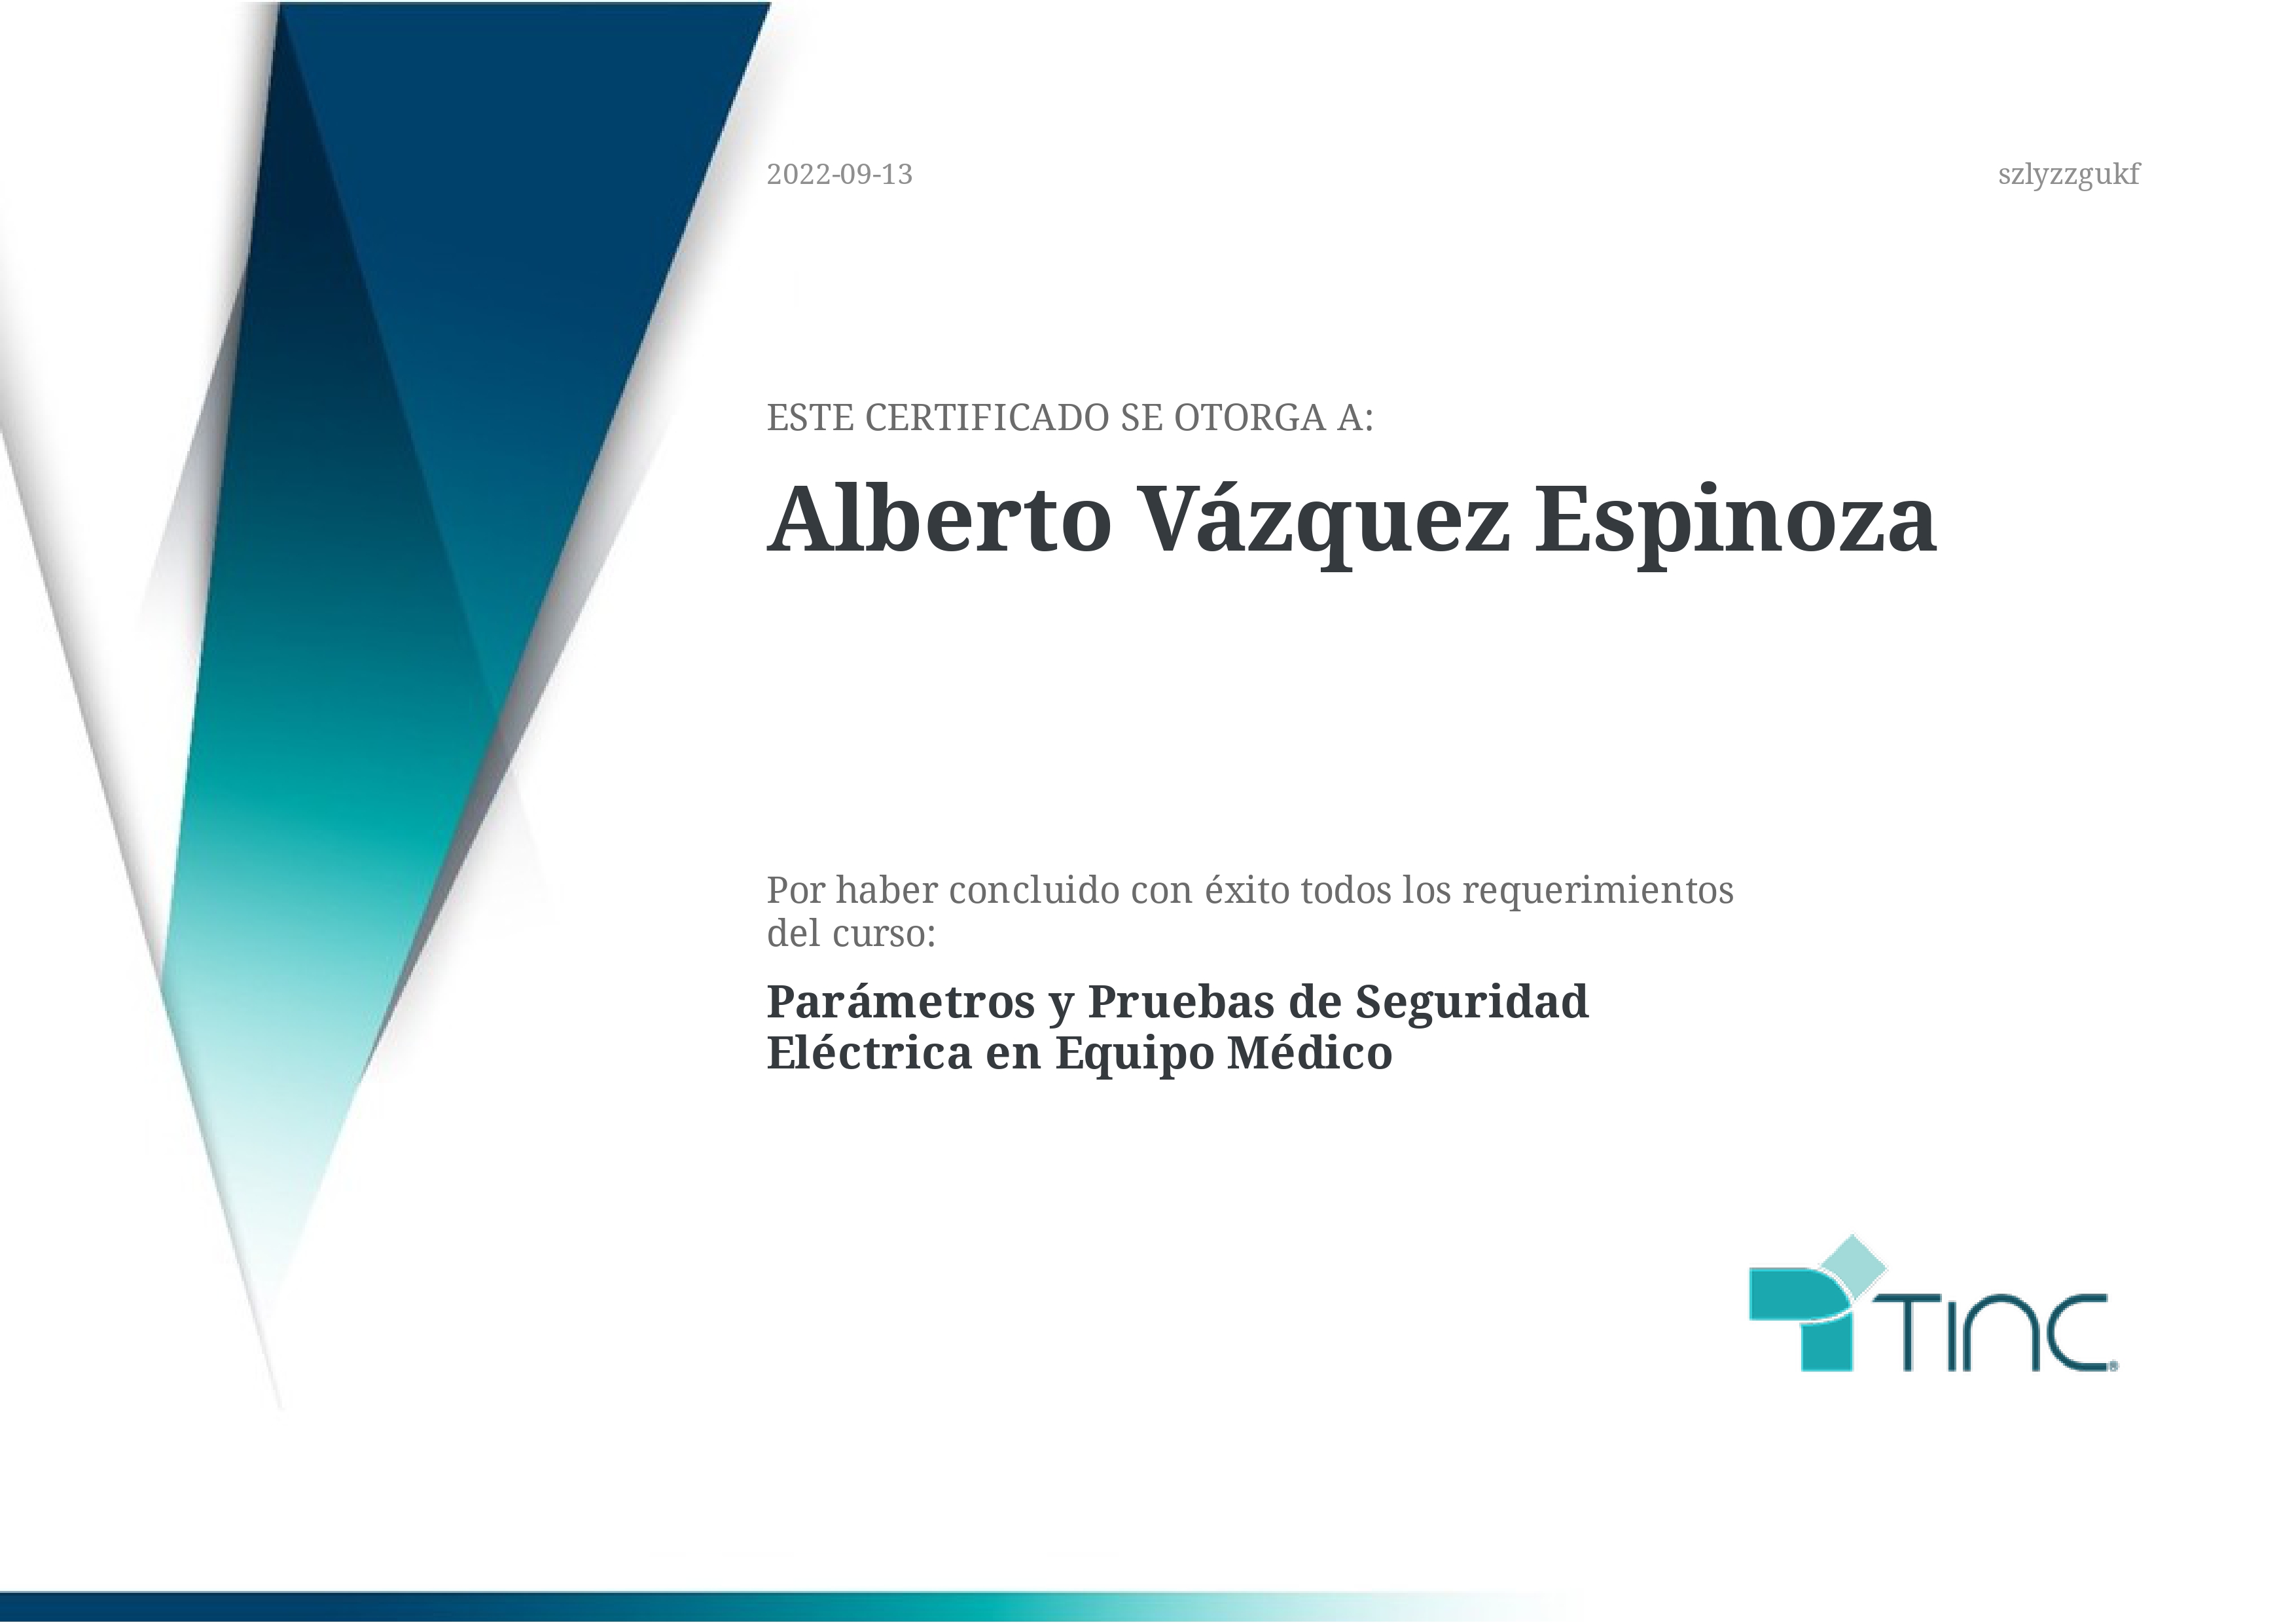 2022-09-13
szlyzzgukf
ESTE CERTIFICADO SE OTORGA A:
Alberto Vázquez Espinoza
Por haber concluido con éxito todos los requerimientos
del curso:
Parámetros y Pruebas de Seguridad
Eléctrica en Equipo Médico
TINC®